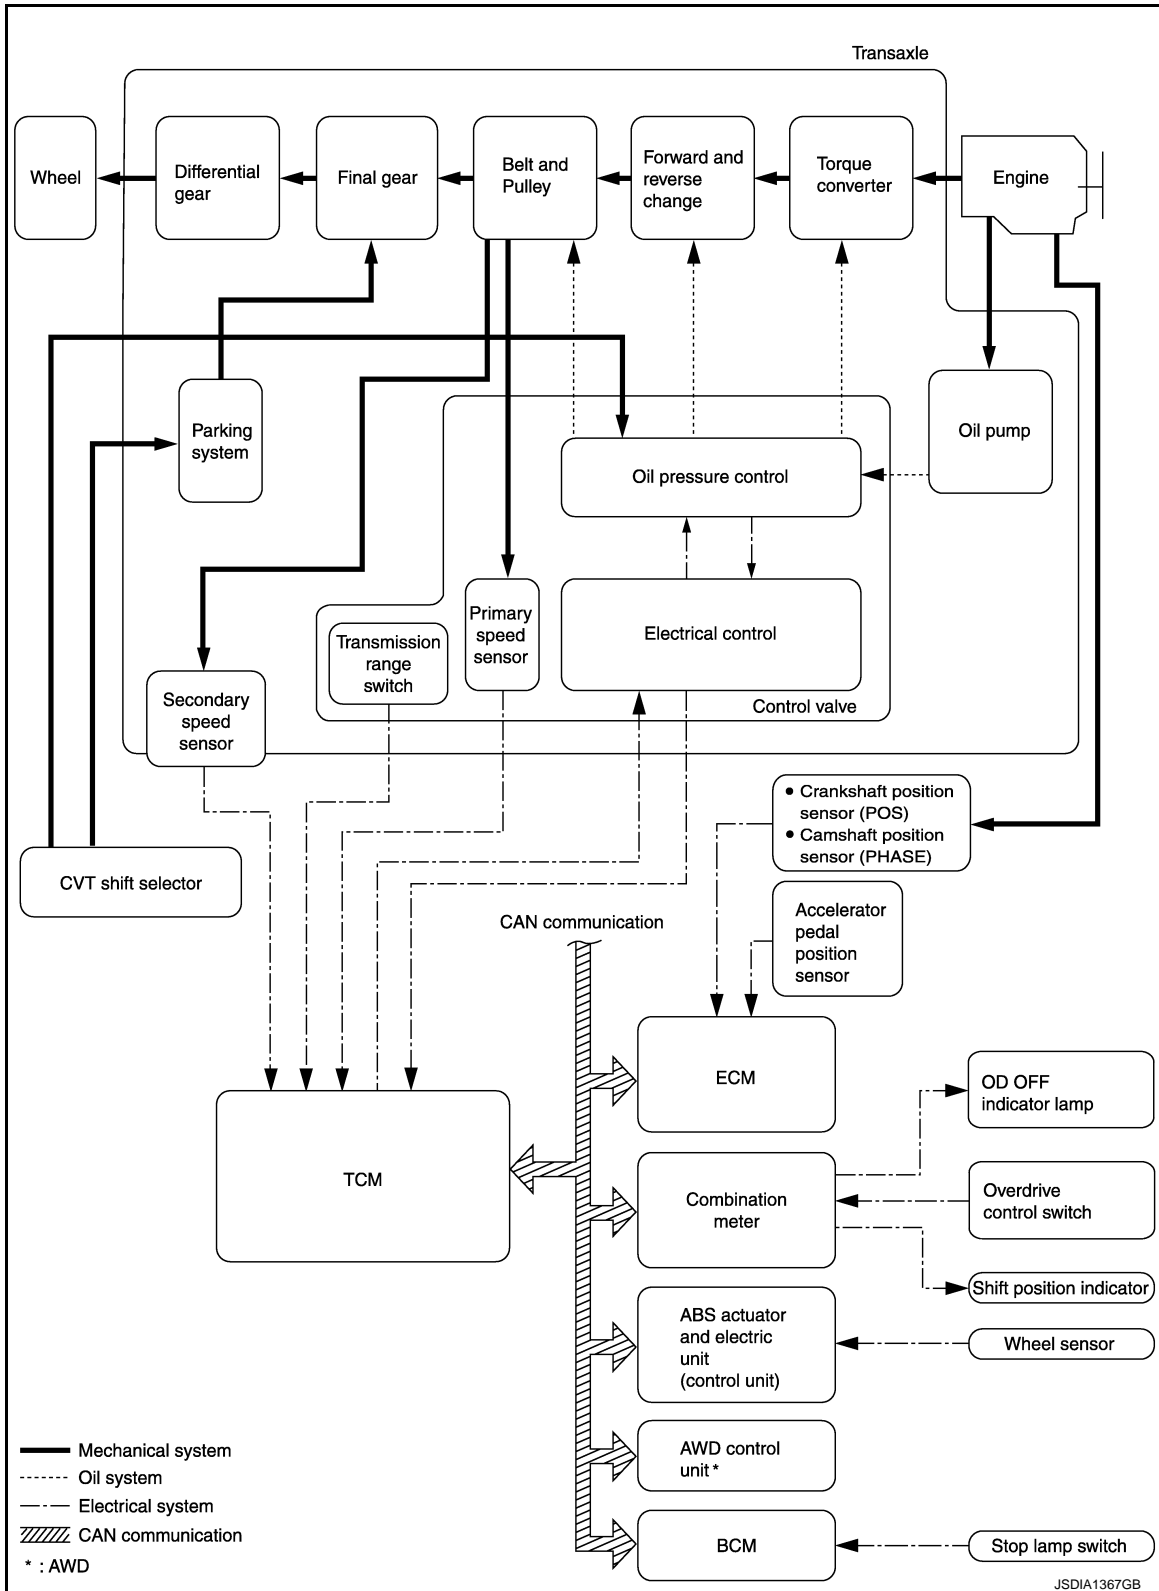 Transaxle
Wheel
Differential
gear
Final gear
Belt and
Pulley
Forward and
reverse
change
Torque
converter
Engine
Parking
system
Oil pump
Oil pressure control
Primary
speed
sensor
Electrical control
Transmission
range
switch
Control valve
Secondary
speed
sensor
• Crankshaft position
sensor (POS)
• Camshaft position
sensor (PHASE)
CVT shift selector
Accelerator
pedal
position
sensor
CAN communication
ECM
OD OFF
indicator lamp
TCM
Combination
meter
Overdrive
control switch
Shift position indicator
ABS actuator
and electric
unit
(control unit)
Wheel sensor
AWD control
unit *
BCM
Stop lamp switch
Mechanical system
Oil system
Electrical system
CAN communication
* : AWD
JSDIA1367GB